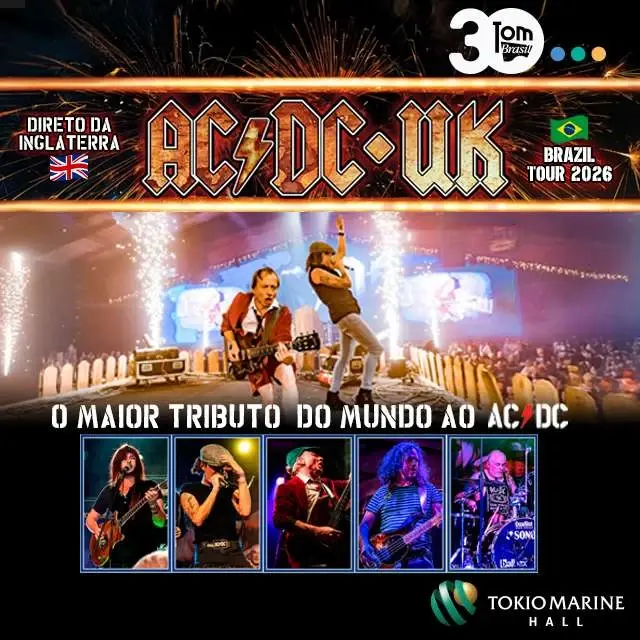 30 Tom
Brasil
DIRETO DA
INGLATERRA
AC/DC•UK
BRAZIL
TOUR 2026
O MAIOR TRIBUTO DO MUNDO AO AC/DC
SONO
TOKIO MARINE
HALL